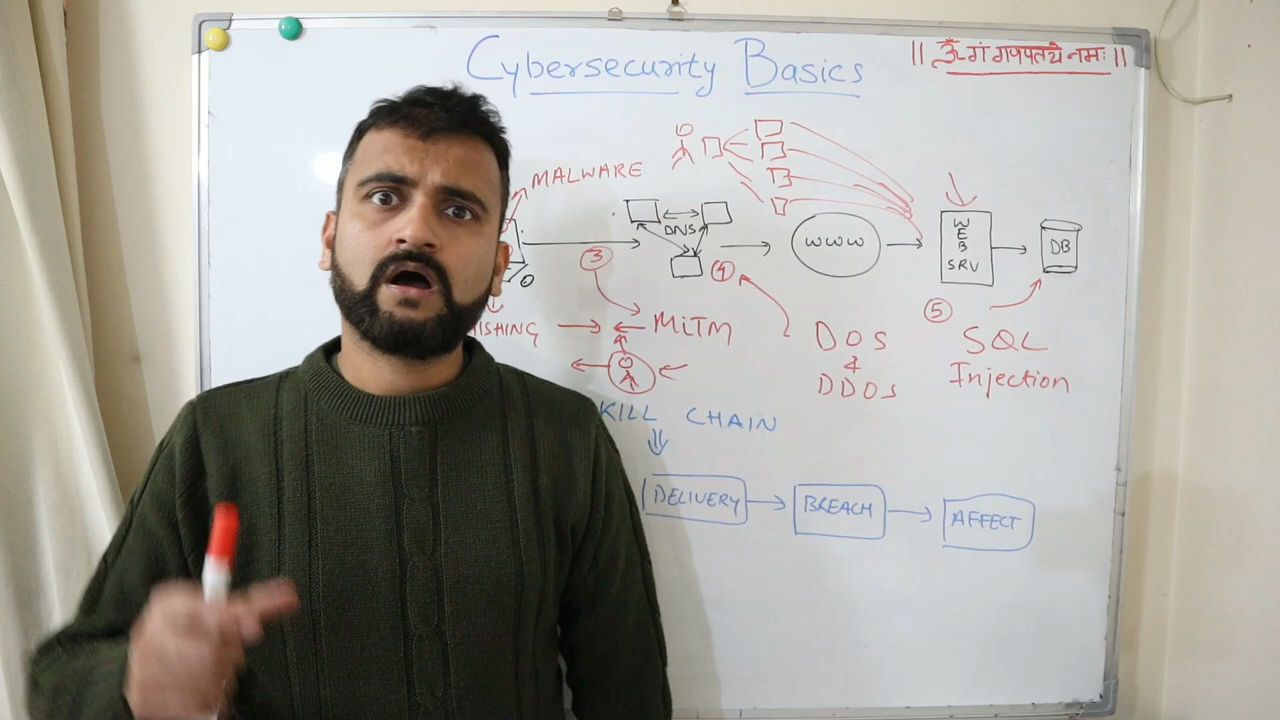 Cybersecurity Basics
|| ॐ गं गणपतये नमः ||
MALWARE
DNS
WWW
WEB
SRV
DB
3
4
5
MiTM
DOS
&
DDOS
SQL
Injection
KILL CHAIN
DELIVERY
BREACH
AFFECT